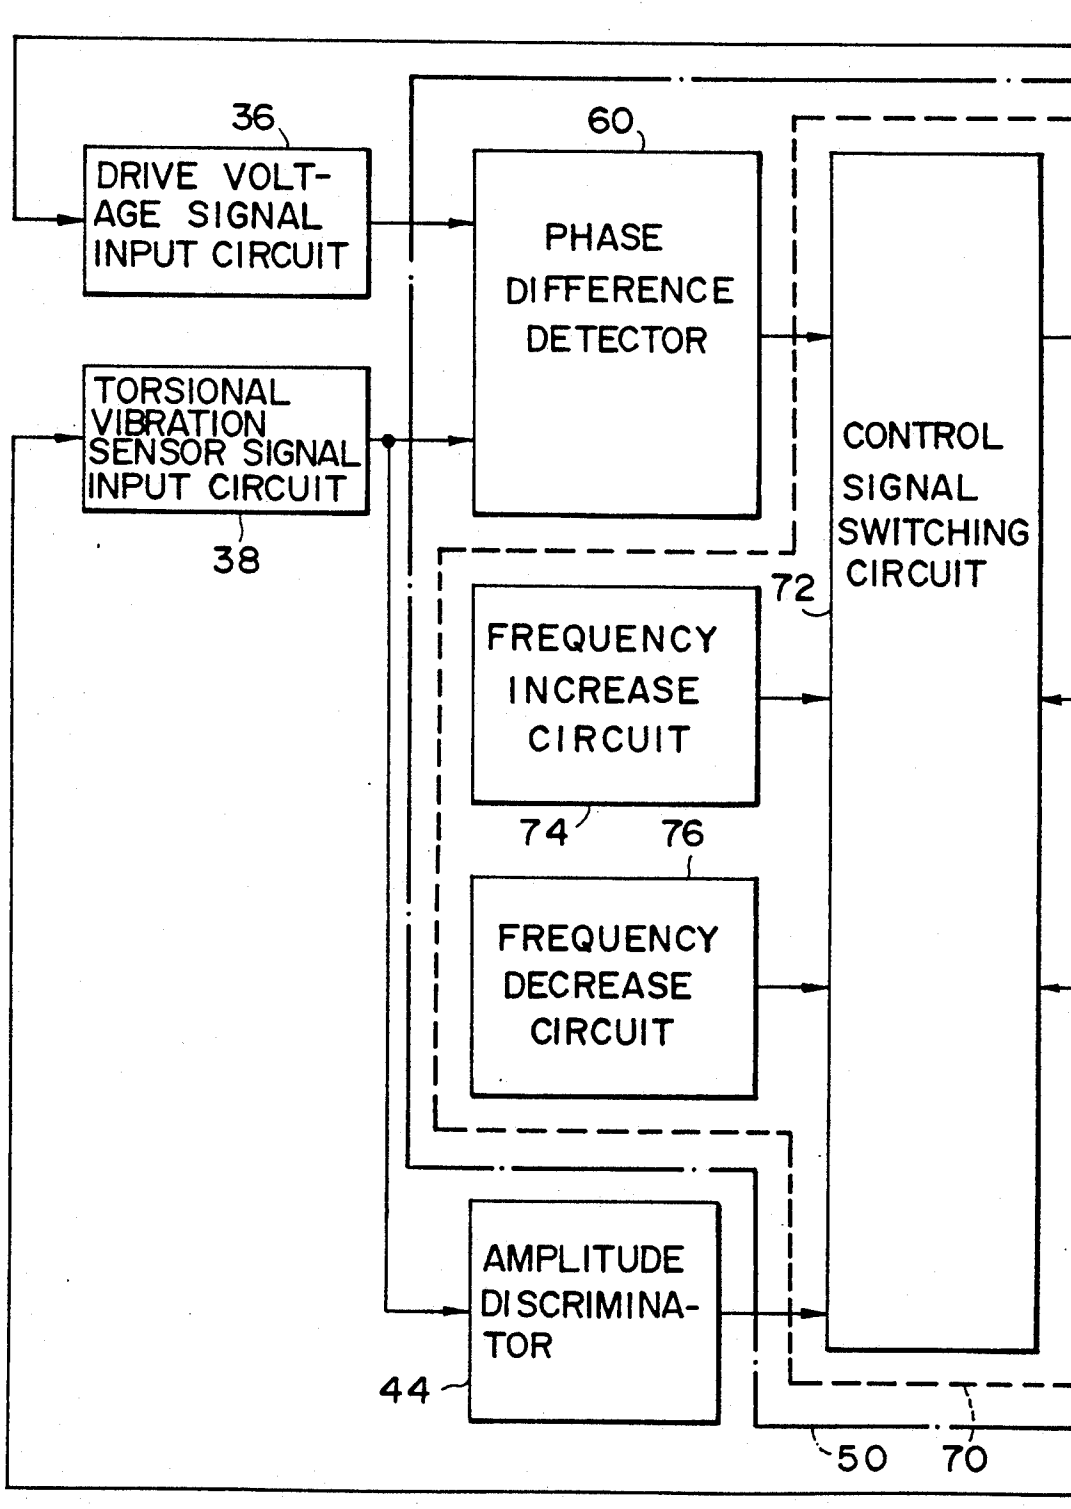 36
DRIVE VOLT-
AGE SIGNAL
INPUT CIRCUIT
60
PHASE
DIFFERENCE
DETECTOR
TORSIONAL
VIBRATION
SENSOR SIGNAL
INPUT CIRCUIT
38
CONTROL
SIGNAL
SWITCHING
CIRCUIT
72
FREQUENCY
INCREASE
CIRCUIT
74
76
FREQUENCY
DECREASE
CIRCUIT
AMPLITUDE
DISCRIMINA-
TOR
44
50
70